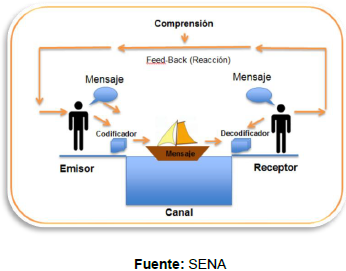 Comprensión
Feed-Back (Reacción)
Mensaje
Mensaje
Codificador
Decodificador
Mensaje
Emisor
Receptor
Canal
Fuente: SENA